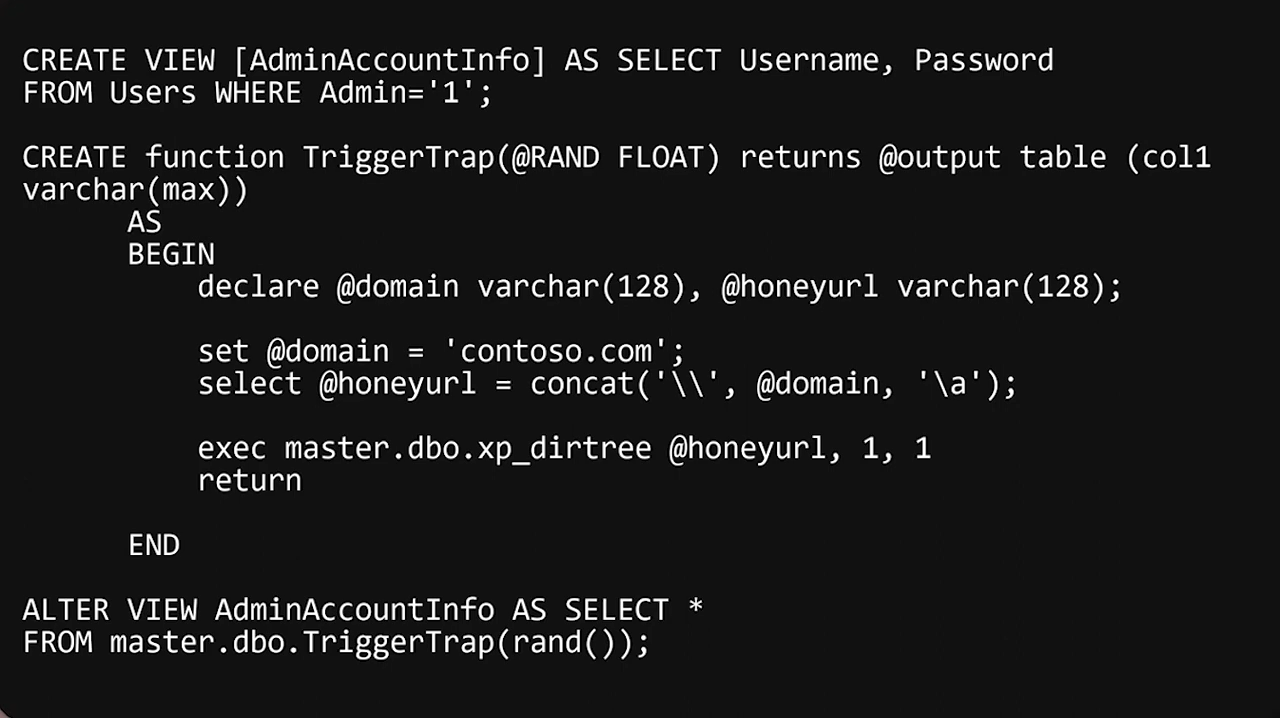 CREATE VIEW [AdminAccountInfo] AS SELECT Username, Password
FROM Users WHERE Admin='1';
CREATE function TriggerTrap(@RAND FLOAT) returns @output table (col1
varchar(max))
AS
BEGIN
declare @domain varchar(128), @honeyurl varchar(128);
set @domain = 'contoso.com';
select @honeyurl = concat('\\', @domain, '\a');
exec master.dbo.xp_dirtree @honeyurl, 1, 1
return
END
ALTER VIEW AdminAccountInfo AS SELECT *
FROM master.dbo.TriggerTrap(rand());